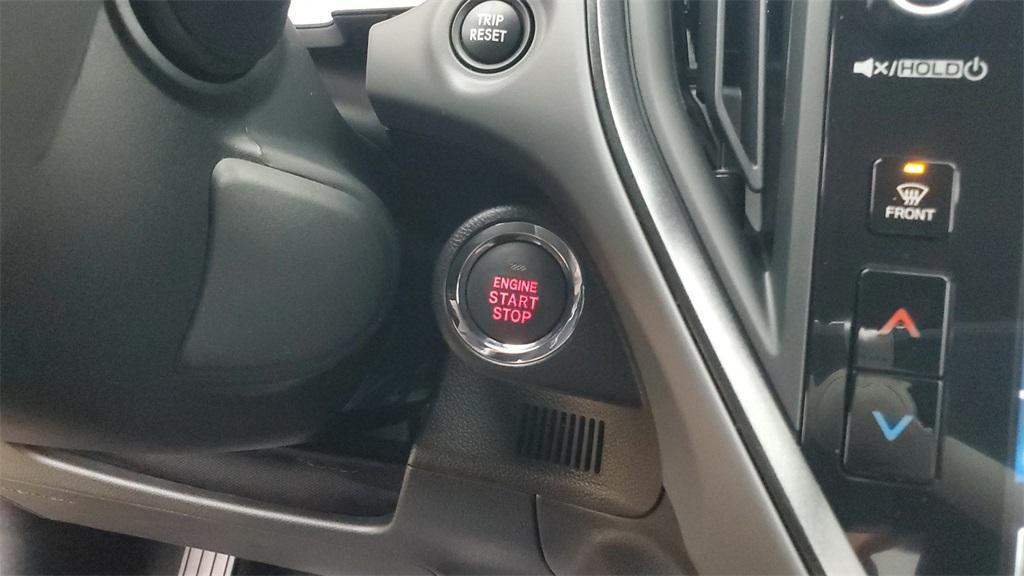 TRIP
RESET
/HOLD
FRONT
ENGINE
START
STOP